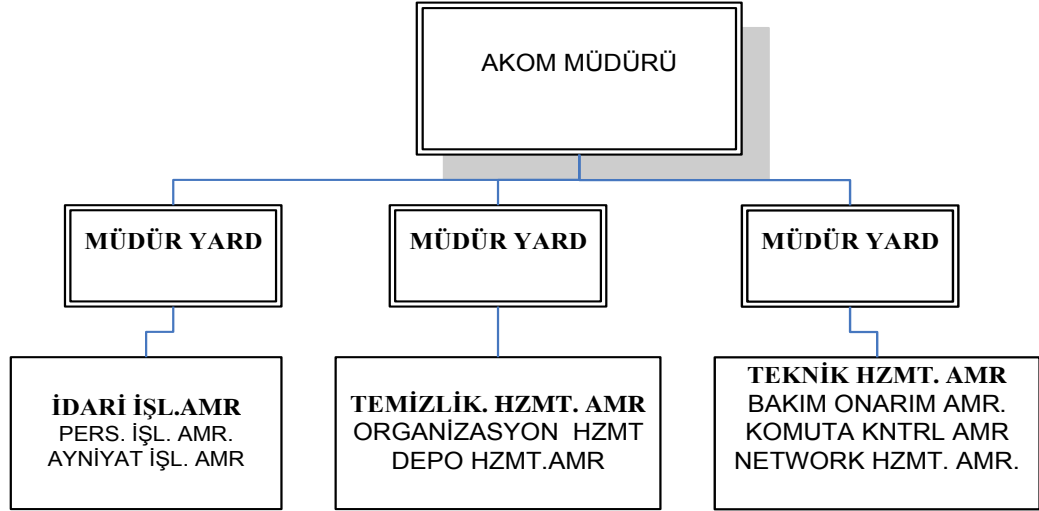 AKOM MÜDÜRÜ
MÜDÜR YARD
MÜDÜR YARD
MÜDÜR YARD
İDARİ İŞL.AMR
PERS. İŞL. AMR.
AYNİYAT İŞL. AMR
TEMİZLİK. HZMT. AMR
ORGANİZASYON HZMT
DEPO HZMT.AMR
TEKNİK HZMT. AMR
BAKIM ONARIM AMR.
KOMUTA KNTRL AMR
NETWORK HZMT. AMR.